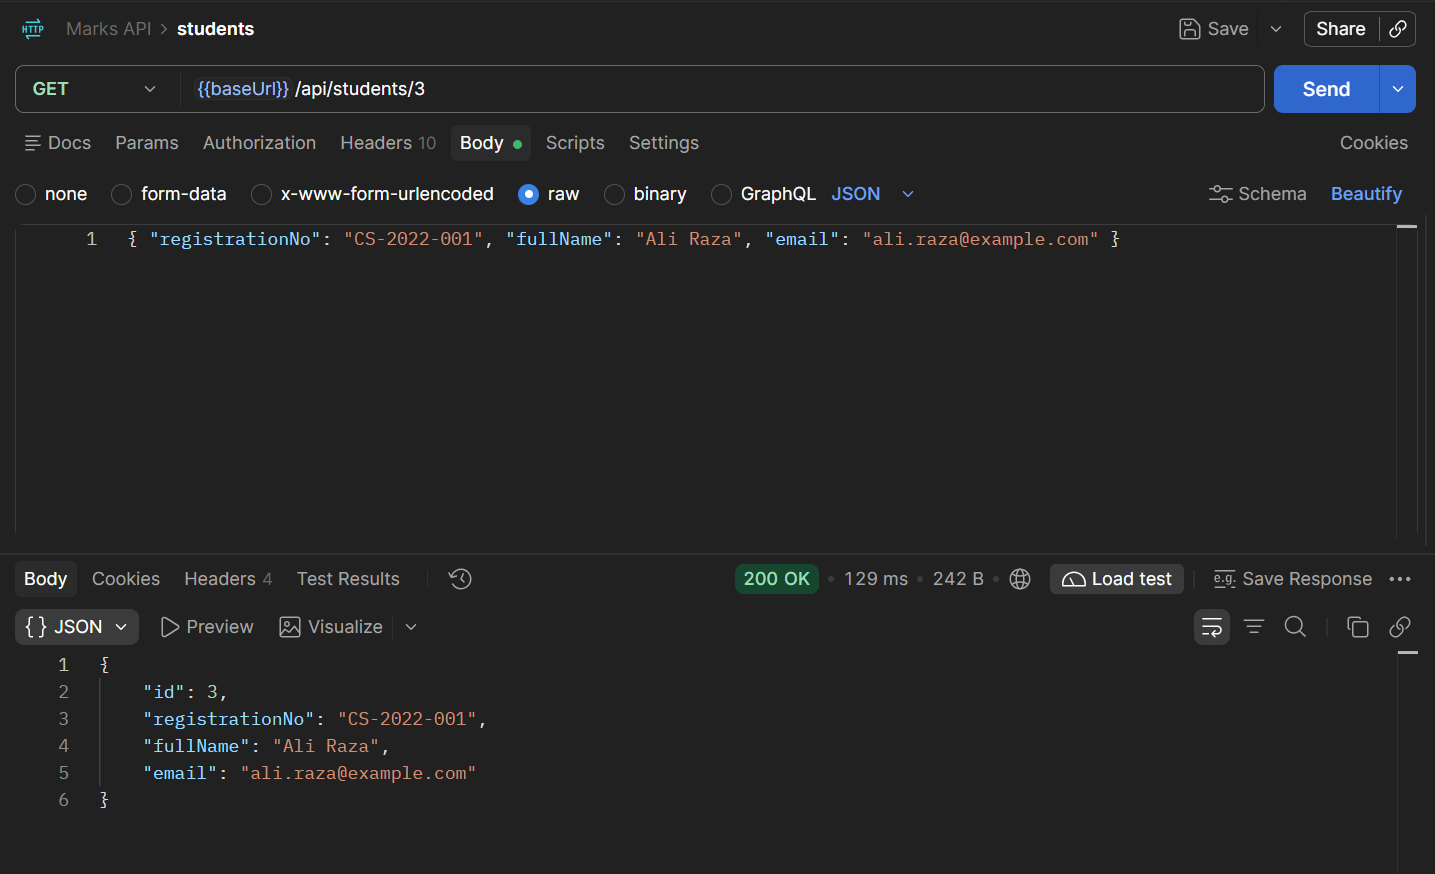 HTTP Marks API > students Save Share
GET {{baseUrl}} /api/students/3 Send
Docs Params Authorization Headers 10 Body Scripts Settings Cookies
none form-data x-www-form-urlencoded raw binary GraphQL JSON Schema Beautify
1 { "registrationNo": "CS-2022-001", "fullName": "Ali Raza", "email": "ali.raza@example.com" }
Body Cookies Headers 4 Test Results 200 OK • 129 ms • 242 B • Load test e.g. Save Response
{} JSON Preview Visualize
1 {
2 "id": 3,
3 "registrationNo": "CS-2022-001",
4 "fullName": "Ali Raza",
5 "email": "ali.raza@example.com"
6 }